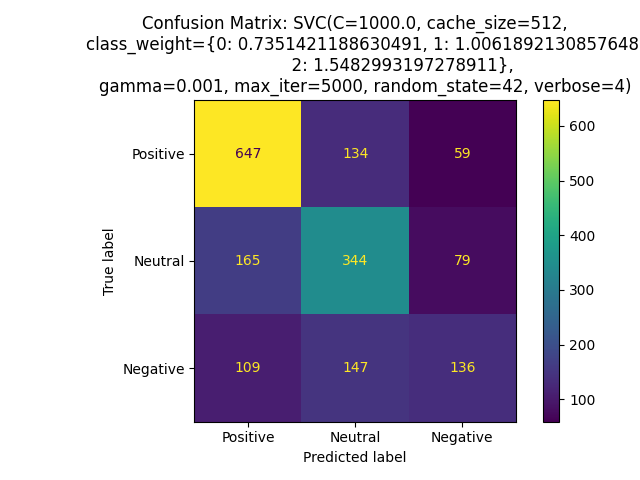 Confusion Matrix: SVC(C=1000.0, cache_size=512,
class_weight={0: 0.7351421188630491, 1: 1.0061892130857648
2: 1.5482993197278911},
gamma=0.001, max_iter=5000, random_state=42, verbose=4)
Positive 647 134 59
Neutral 165 344 79
Negative 109 147 136
Positive Neutral Negative
Predicted label
True label
600
500
400
300
200
100